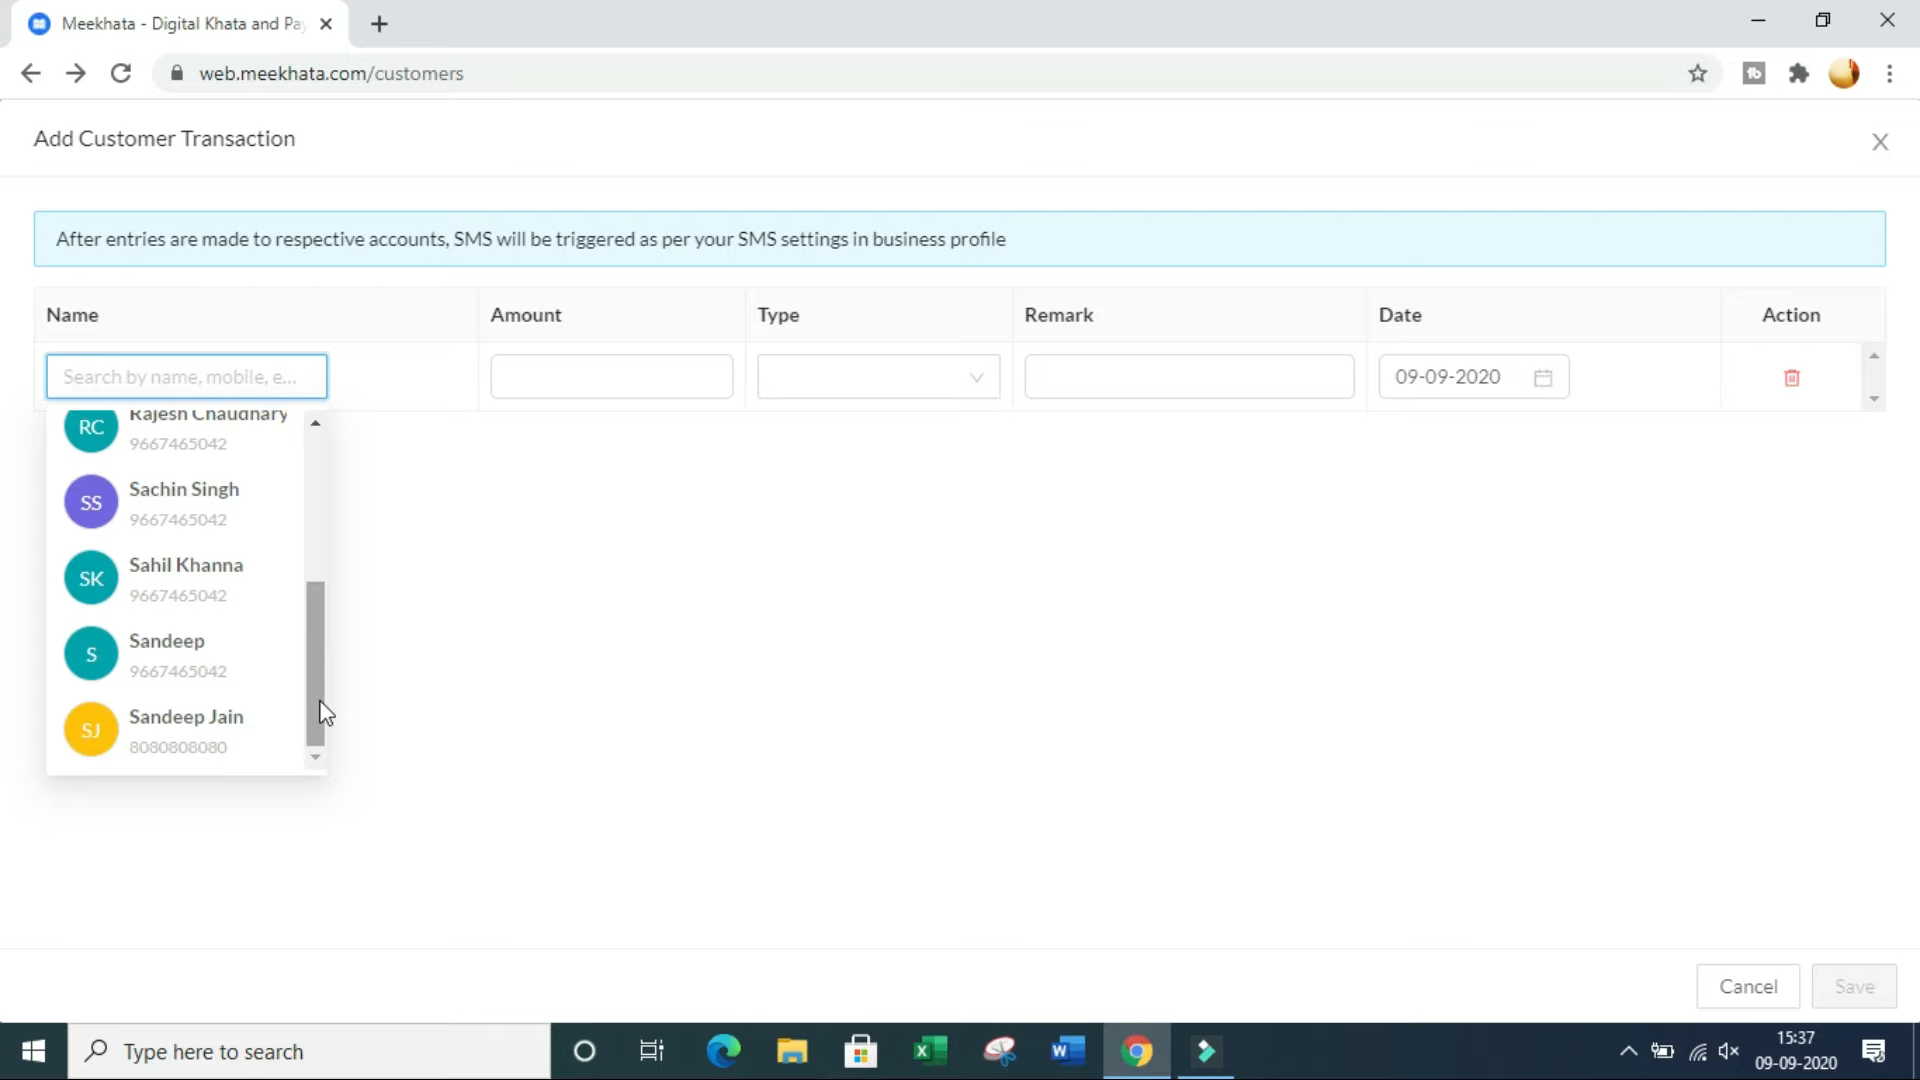 Meekhata - Digital Khata and Pay
web.meekhata.com/customers
Add Customer Transaction
After entries are made to respective accounts, SMS will be triggered as per your SMS settings in business profile
Name Amount Type Remark Date Action
Search by name, mobile, e...
09-09-2020
RC Rajesh Chaudhary
9667465042
SS Sachin Singh
9667465042
SK Sahil Khanna
9667465042
S Sandeep
9667465042
SJ Sandeep Jain
8080808080
Cancel Save
Type here to search
15:37
09-09-2020